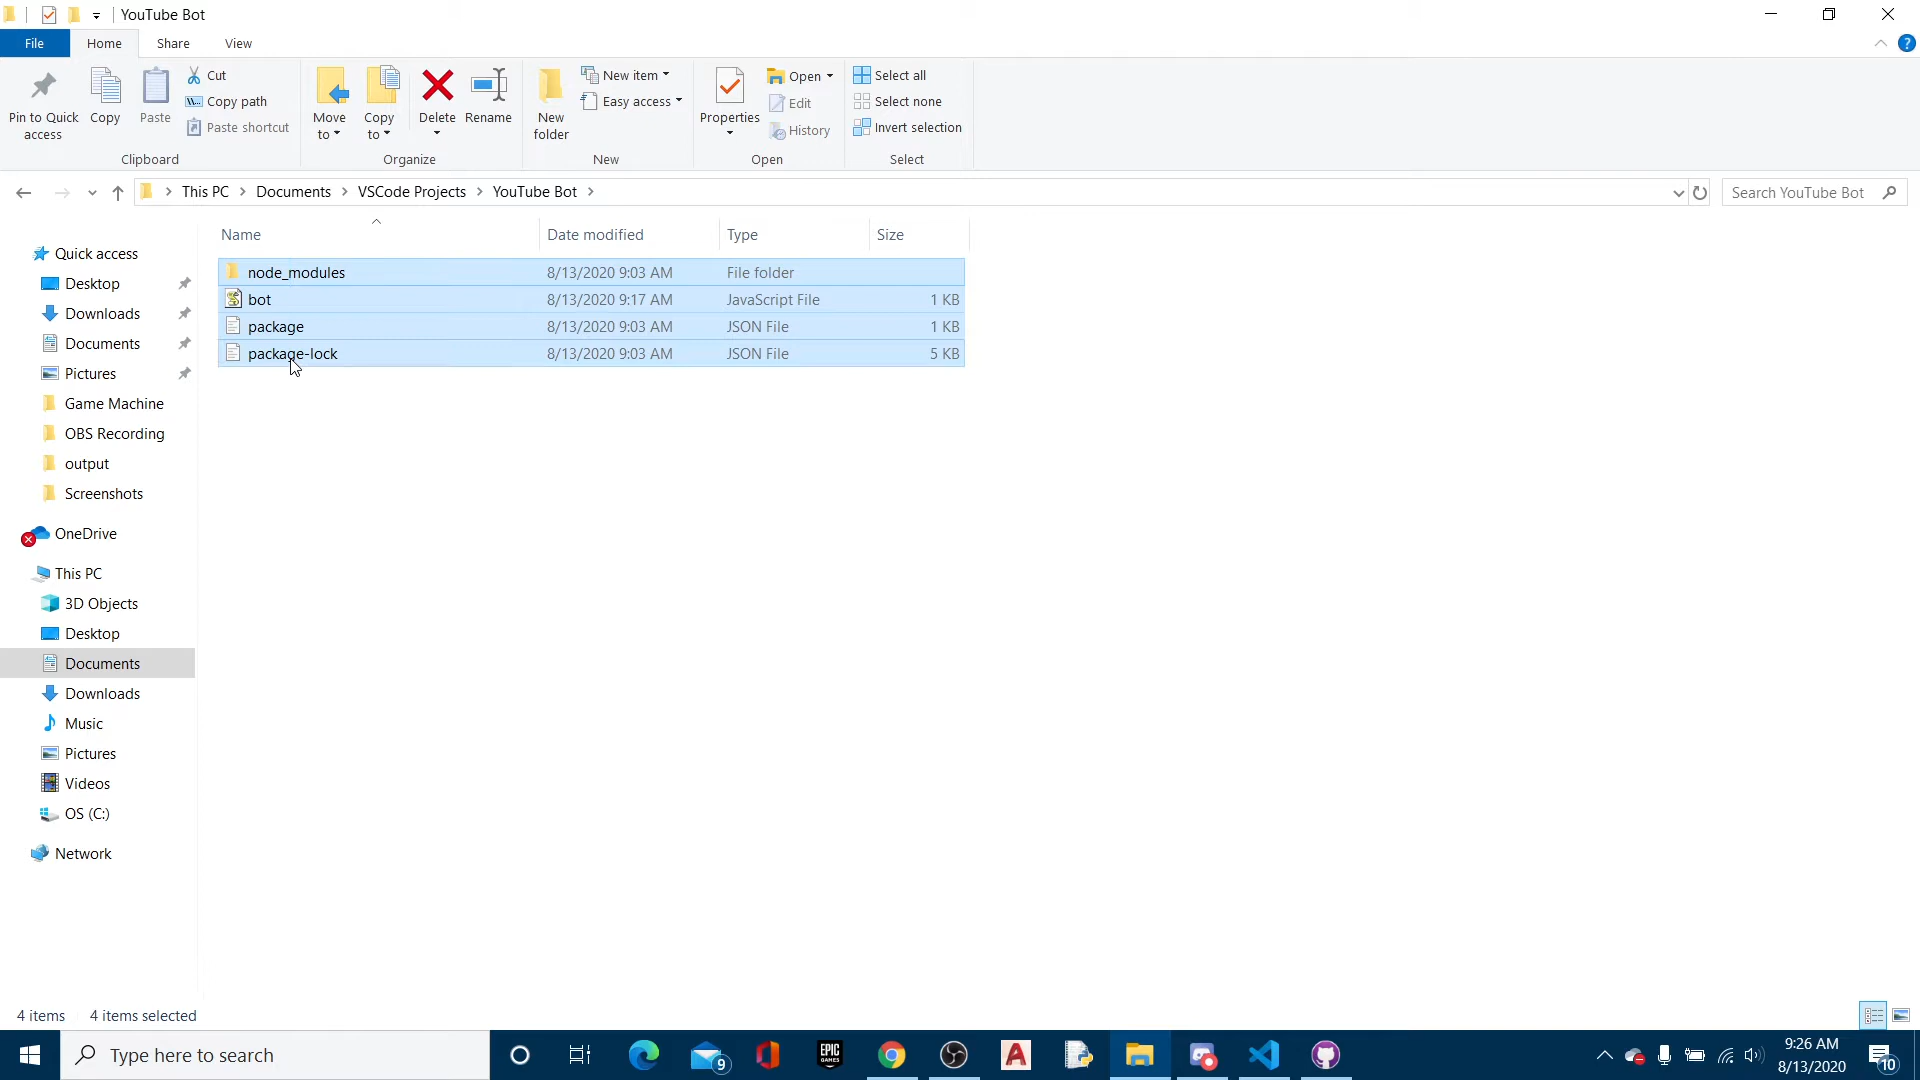 YouTube Bot
File Home Share View
Pin to Quick access
Copy
Paste
Cut
Copy path
Paste shortcut
Clipboard
Move to
Copy to
Delete
Rename
Organize
New folder
New item
Easy access
New
Properties
Open
Edit
History
Open
Select all
Select none
Invert selection
Select
This PC Documents VSCode Projects YouTube Bot
Search YouTube Bot
Name Date modified Type Size
node_modules 8/13/2020 9:03 AM File folder
bot 8/13/2020 9:17 AM JavaScript File 1 KB
package 8/13/2020 9:03 AM JSON File 1 KB
package-lock 8/13/2020 9:03 AM JSON File 5 KB
Quick access
Desktop
Downloads
Documents
Pictures
Game Machine
OBS Recording
output
Screenshots
OneDrive
This PC
3D Objects
Desktop
Documents
Downloads
Music
Pictures
Videos
OS (C:)
Network
4 items 4 items selected
Type here to search
9
EPIC GAMES
A
9:26 AM
8/13/2020
10